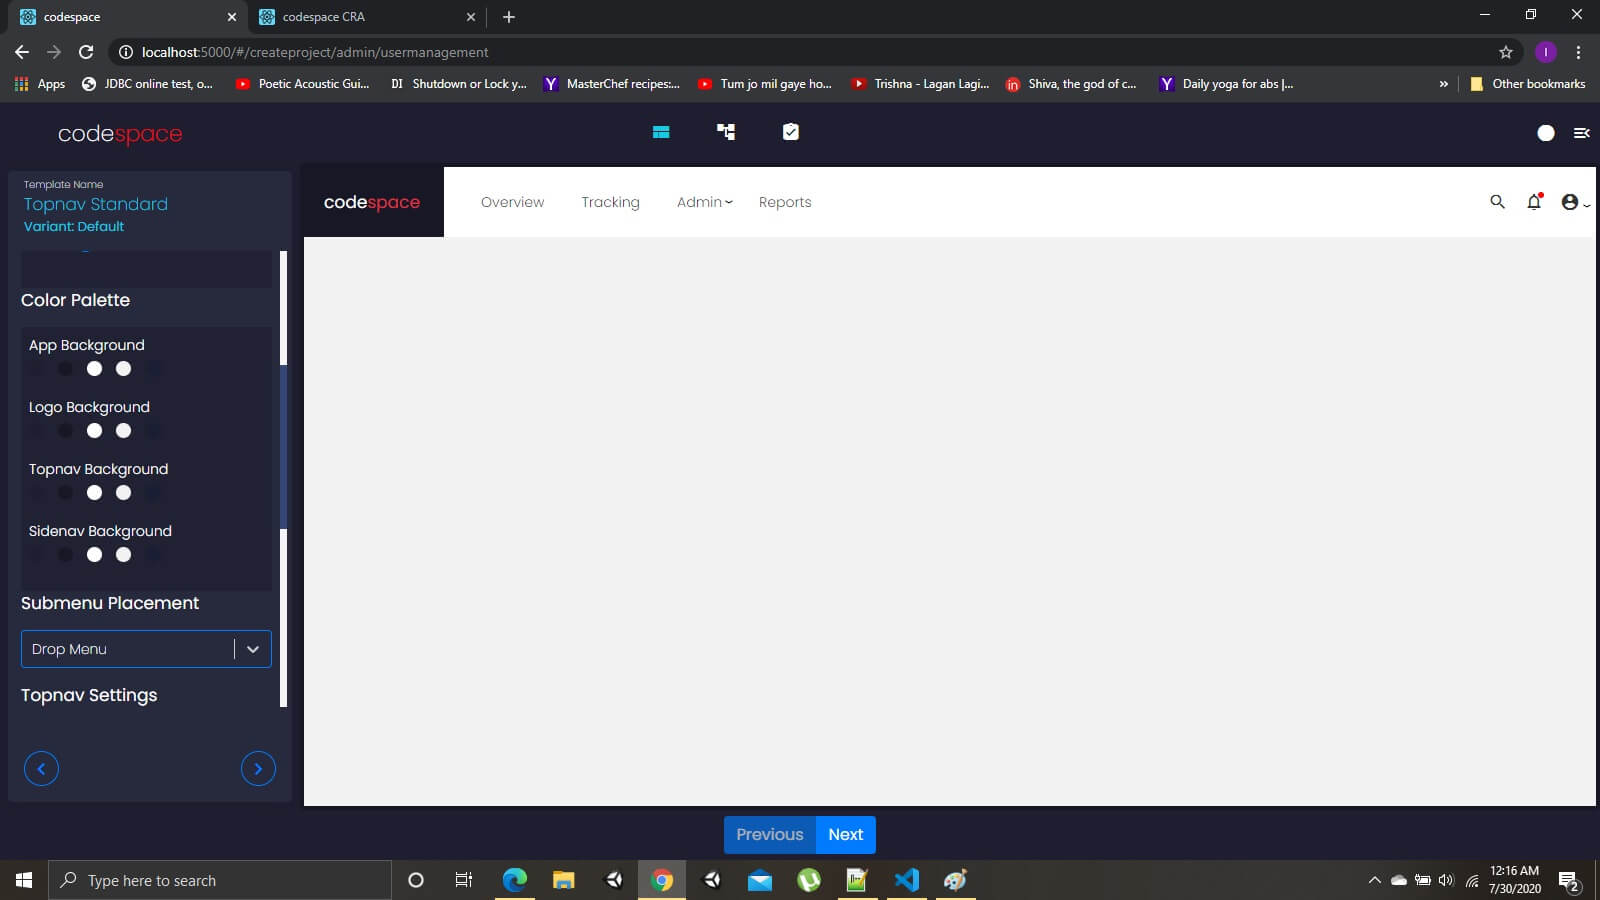 codespace
codespace CRA
localhost:5000/#/createproject/admin/usermanagement
I
Apps
JDBC online test, o...
Poetic Acoustic Gui...
DI Shutdown or Lock y...
Y MasterChef recipes:...
Tum jo mil gaye ho...
Trishna - Lagan Lagi...
in Shiva, the god of c...
Y Daily yoga for abs |...
»
Other bookmarks
codespace
Template Name
Topnav Standard
Variant: Default
codespace
Overview
Tracking
Admin
Reports
Color Palette
App Background
Logo Background
Topnav Background
Sidenav Background
Submenu Placement
Drop Menu
Topnav Settings
Previous
Next
Type here to search
12:16 AM
7/30/2020
2